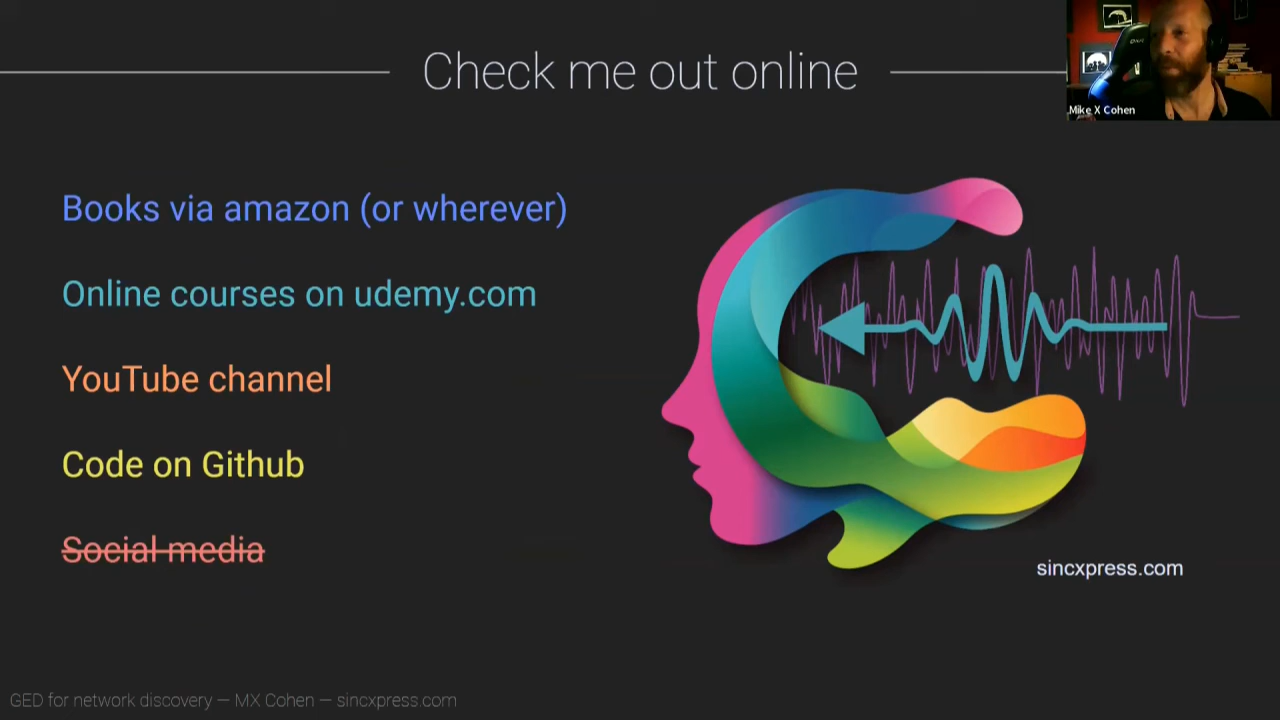 Check me out online
Mike X Cohen
Books via amazon (or wherever)
Online courses on udemy.com
YouTube channel
Code on Github
Social media
sincxpress.com
GED for network discovery — MX Cohen — sincxpress.com